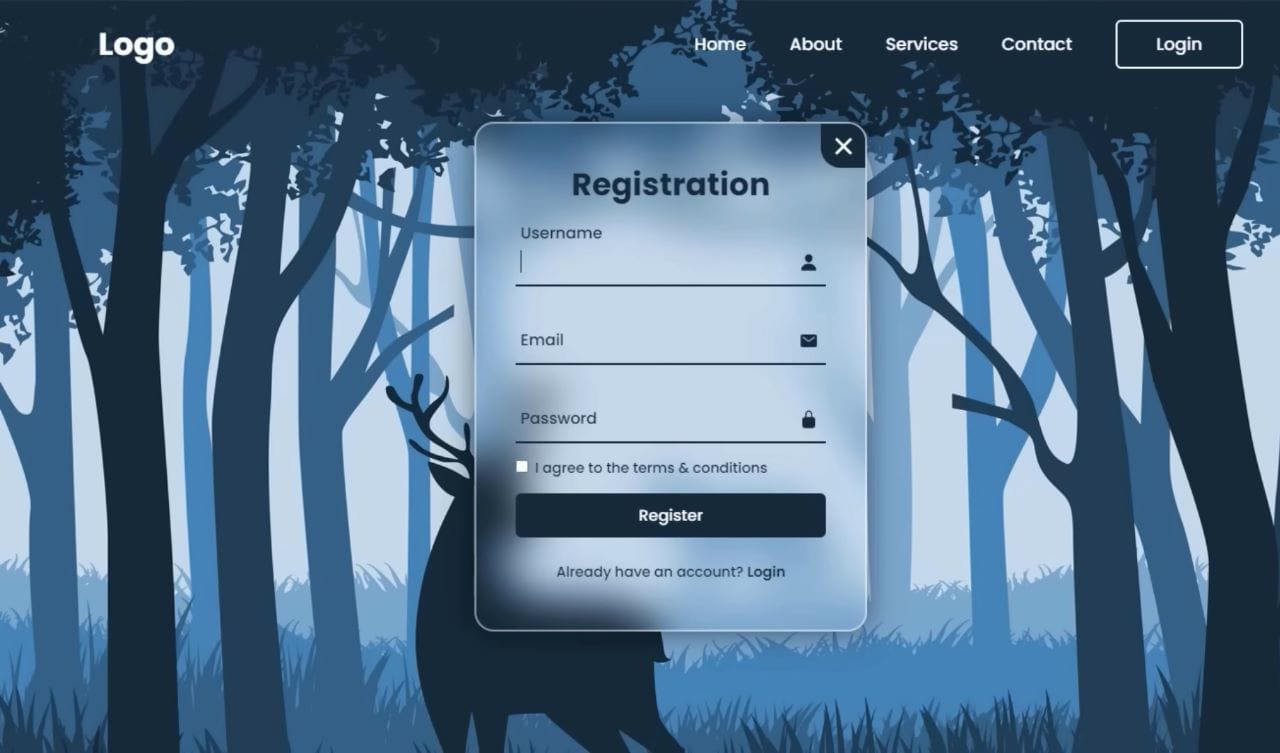 Logo
Home About Services Contact Login
Registration
Username
Email
Password
I agree to the terms & conditions
Register
Already have an account? Login